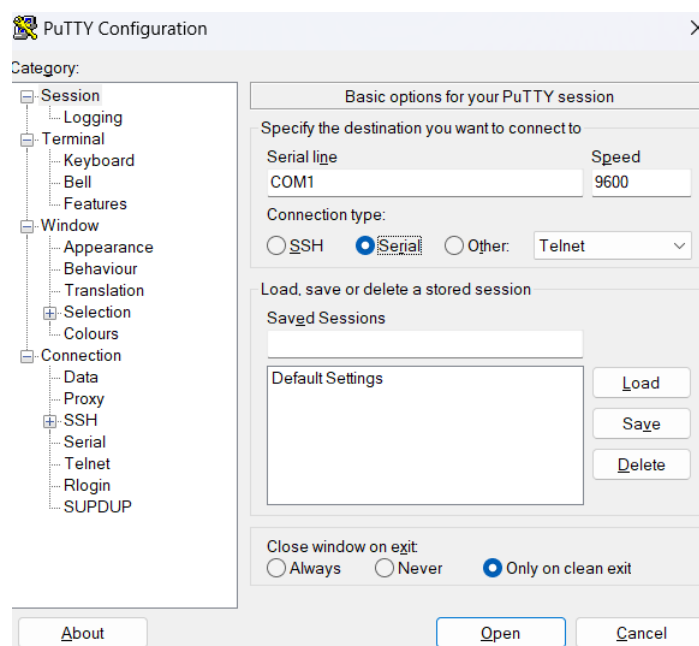 PuTTY Configuration
Category:
Session
Logging
Terminal
Keyboard
Bell
Features
Window
Appearance
Behaviour
Translation
Selection
Colours
Connection
Data
Proxy
SSH
Serial
Telnet
Rlogin
SUPDUP
Basic options for your PuTTY session
Specify the destination you want to connect to
Serial line Speed
COM1 9600
Connection type:
SSH Serial Other: Telnet
Load, save or delete a stored session
Saved Sessions
Default Settings
Load
Save
Delete
Close window on exit:
Always Never Only on clean exit
About Open Cancel